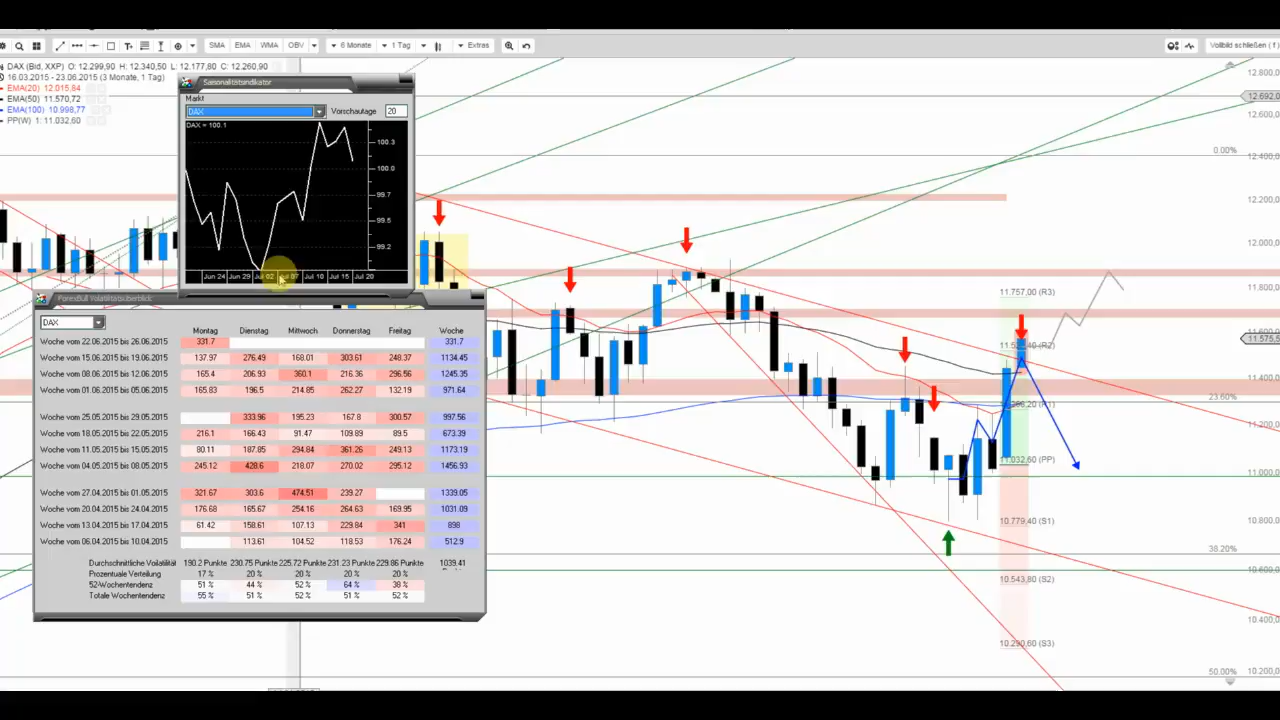 SMA EMA WMA OBV 6 Monate 1 Tag Extras Vollbild schließen ( f )
DAX (Bid, XXP) O: 12.299,90 H: 12.340,50 L: 12.177,80 C: 12.260,90
16.03.2015 - 23.06.2015 (3 Monate, 1 Tag)
EMA(20) 12.015,84
EMA(50) 11.570,72
EMA(100) 10.998,77
PP(W) 1: 11.032,60
Saisonalitätsindikator
Markt
DAX Vorschautage 20
DAX = 100.1
100.3
100.0
99.7
99.5
99.2
Jun 24 Jun 29 Jul 02 Jul 07 Jul 10 Jul 15 Jul 20
ForexBull Volatilitätsüberblick
DAX
Montag Dienstag Mittwoch Donnerstag Freitag Woche
Woche vom 22.06.2015 bis 26.06.2015 331.7 331.7
Woche vom 15.06.2015 bis 19.06.2015 137.97 276.49 168.01 303.61 248.37 1134.45
Woche vom 08.06.2015 bis 12.06.2015 165.4 206.93 360.1 216.36 296.56 1245.35
Woche vom 01.06.2015 bis 05.06.2015 165.83 196.5 214.85 262.27 132.19 971.64
Woche vom 25.05.2015 bis 29.05.2015 333.96 195.23 167.8 300.57 997.56
Woche vom 18.05.2015 bis 22.05.2015 216.1 166.43 91.47 109.89 89.5 673.39
Woche vom 11.05.2015 bis 15.05.2015 80.11 187.85 294.84 361.26 249.13 1173.19
Woche vom 04.05.2015 bis 08.05.2015 245.12 428.6 218.07 270.02 295.12 1456.93
Woche vom 27.04.2015 bis 01.05.2015 321.67 303.6 474.51 239.27 1339.05
Woche vom 20.04.2015 bis 24.04.2015 176.68 165.67 254.16 264.63 169.95 1031.09
Woche vom 13.04.2015 bis 17.04.2015 61.42 158.61 107.13 229.84 341 898
Woche vom 06.04.2015 bis 10.04.2015 113.61 104.52 118.53 176.24 512.9
Durchschnittliche Volatilität 190.2 Punkte 230.75 Punkte 225.72 Punkte 231.23 Punkte 229.86 Punkte 1039.41
Prozentuale Verteilung 17 % 20 % 20 % 20 % 20 %
52-Wochentendenz 51 % 44 % 52 % 64 % 38 %
Totale Wochentendenz 55 % 51 % 52 % 51 % 52 %
11.757,00 (R3)
(R2)
(R1)
11.032,60 (PP)
10.779,40 (S1)
10.543,80 (S2)
10.290,60 (S3)
0.00%
23.60%
38.20%
50.00%
12.800,
12.692,0
12.600,0
12.400,0
12.200,0
12.000,0
11.800,0
11.575,5
11.400,0
11.200,0
11.000,0
10.800,0
10.600,0
10.400,0
10.200,0